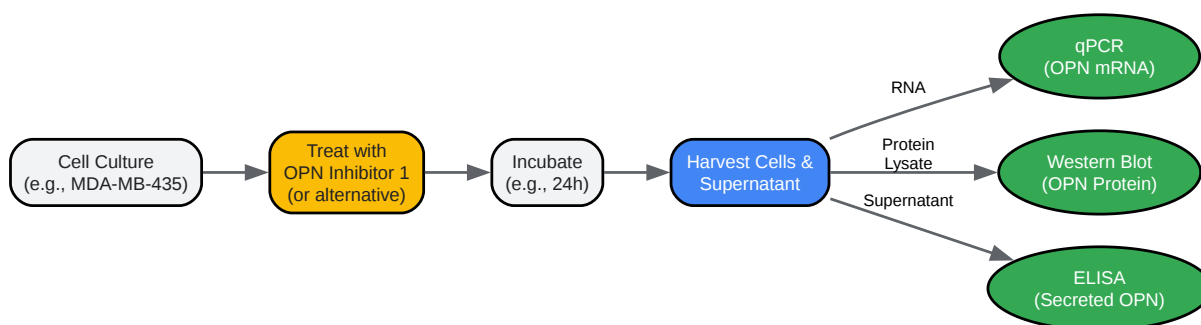 Cell Culture
(e.g., MDA-MB-435)
Treat with
OPN Inhibitor 1
(or alternative)
Incubate
(e.g., 24h)
Harvest Cells &
Supernatant
RNA
Protein
Lysate
Supernatant
qPCR
(OPN mRNA)
Western Blot
(OPN Protein)
ELISA
(Secreted OPN)